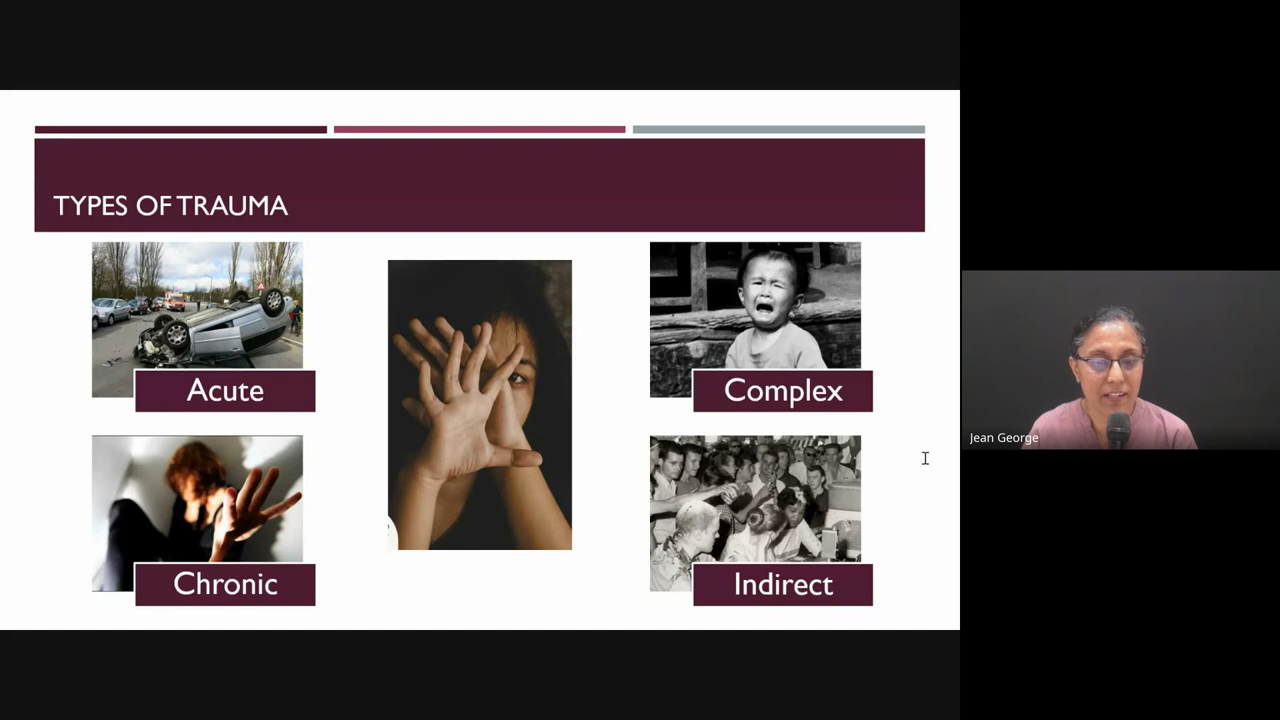 TYPES OF TRAUMA
Acute
Complex
Chronic
Indirect
Jean George